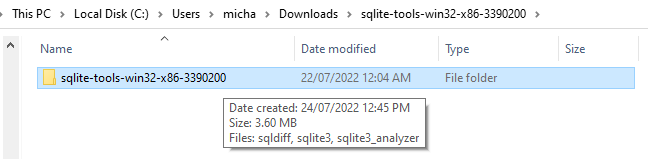 This PC > Local Disk (C:) > Users > micha > Downloads > sqlite-tools-win32-x86-3390200 >
Name Date modified Type Size
sqlite-tools-win32-x86-3390200 22/07/2022 12:04 AM File folder
Date created: 24/07/2022 12:45 PM
Size: 3.60 MB
Files: sqldiff, sqlite3, sqlite3_analyzer